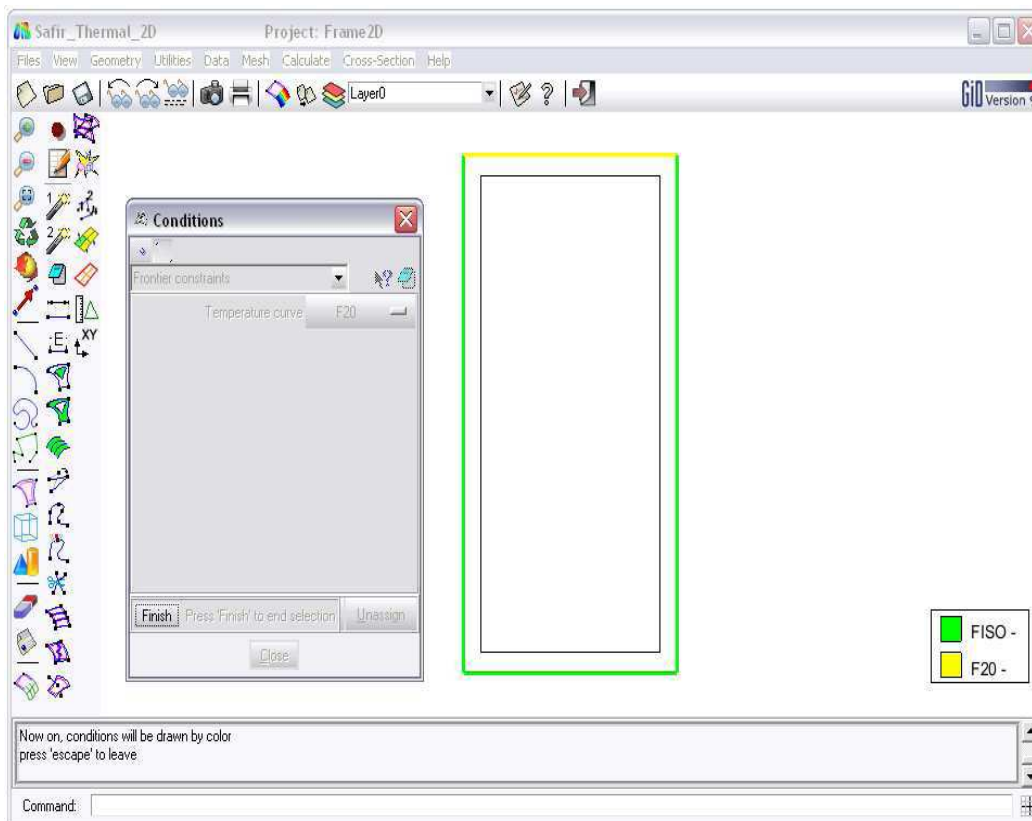 Safir_Thermal_2D Project: Frame2D
Files View Geometry Utilities Data Mesh Calculate Cross-Section Help
Layer0
GiD Version
Conditions
Frontier constraints
Temperature curve F20
Finish Press 'Finish' to end selection Unassign
Close
FISO -
F20 -
Now on, conditions will be drawn by color
press 'escape' to leave
Command: